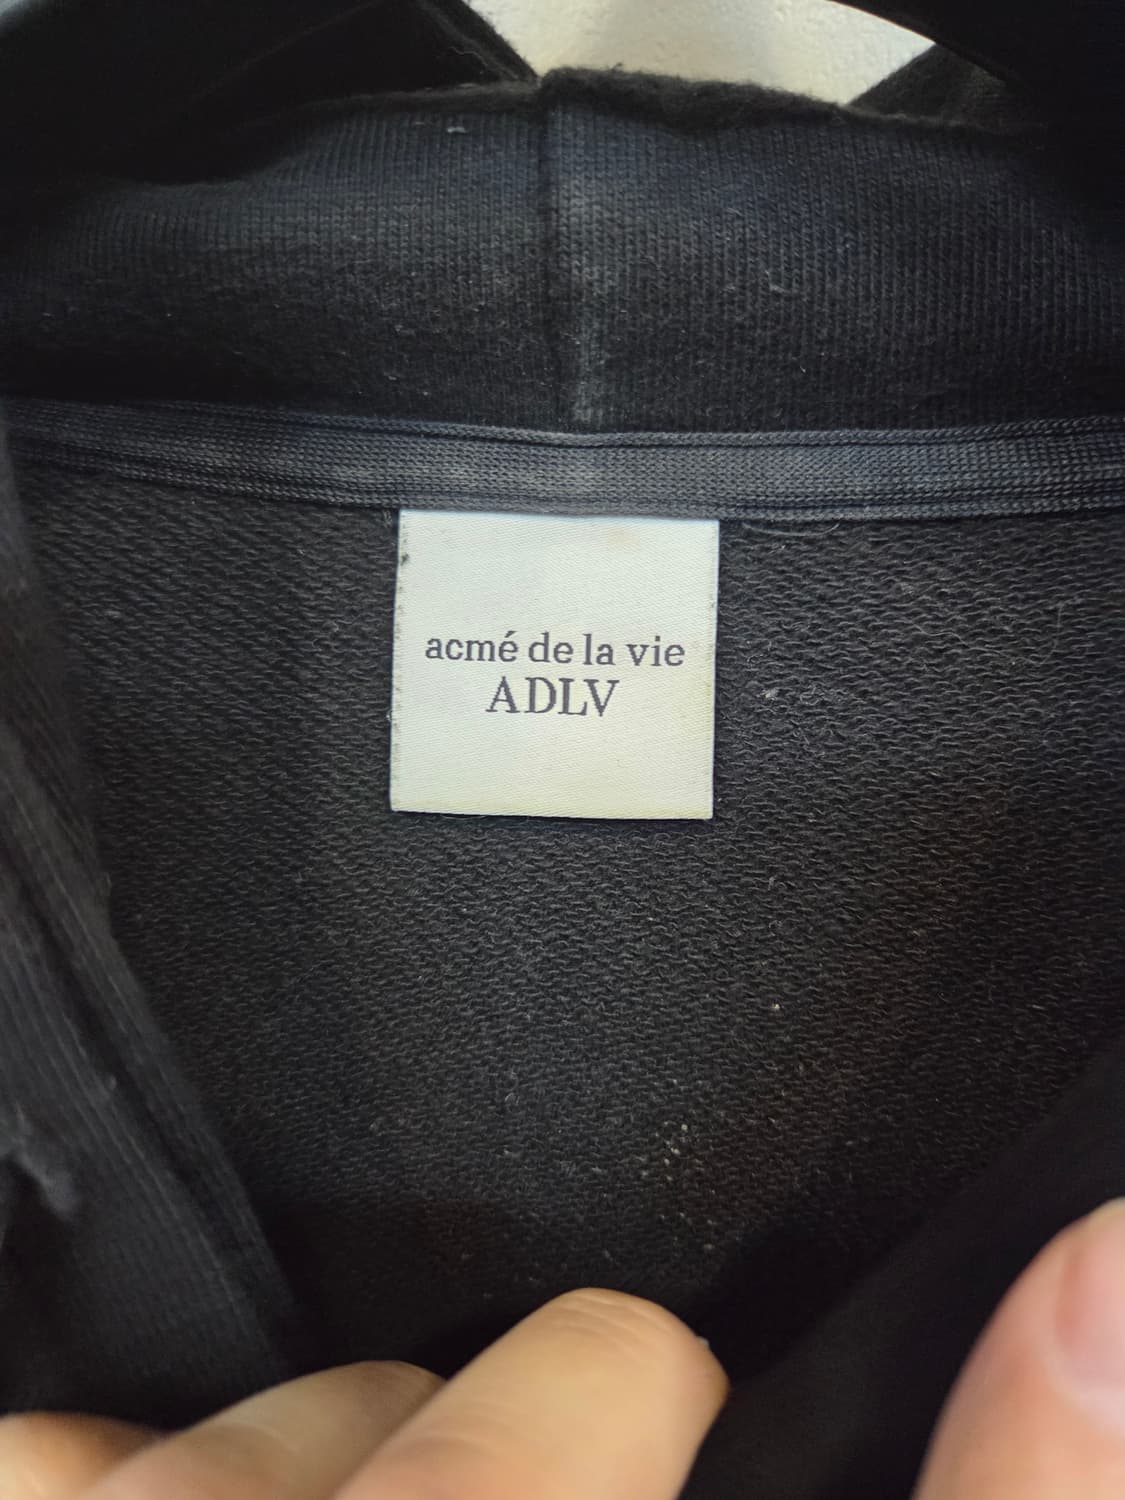 acmé de la vie
ADLV